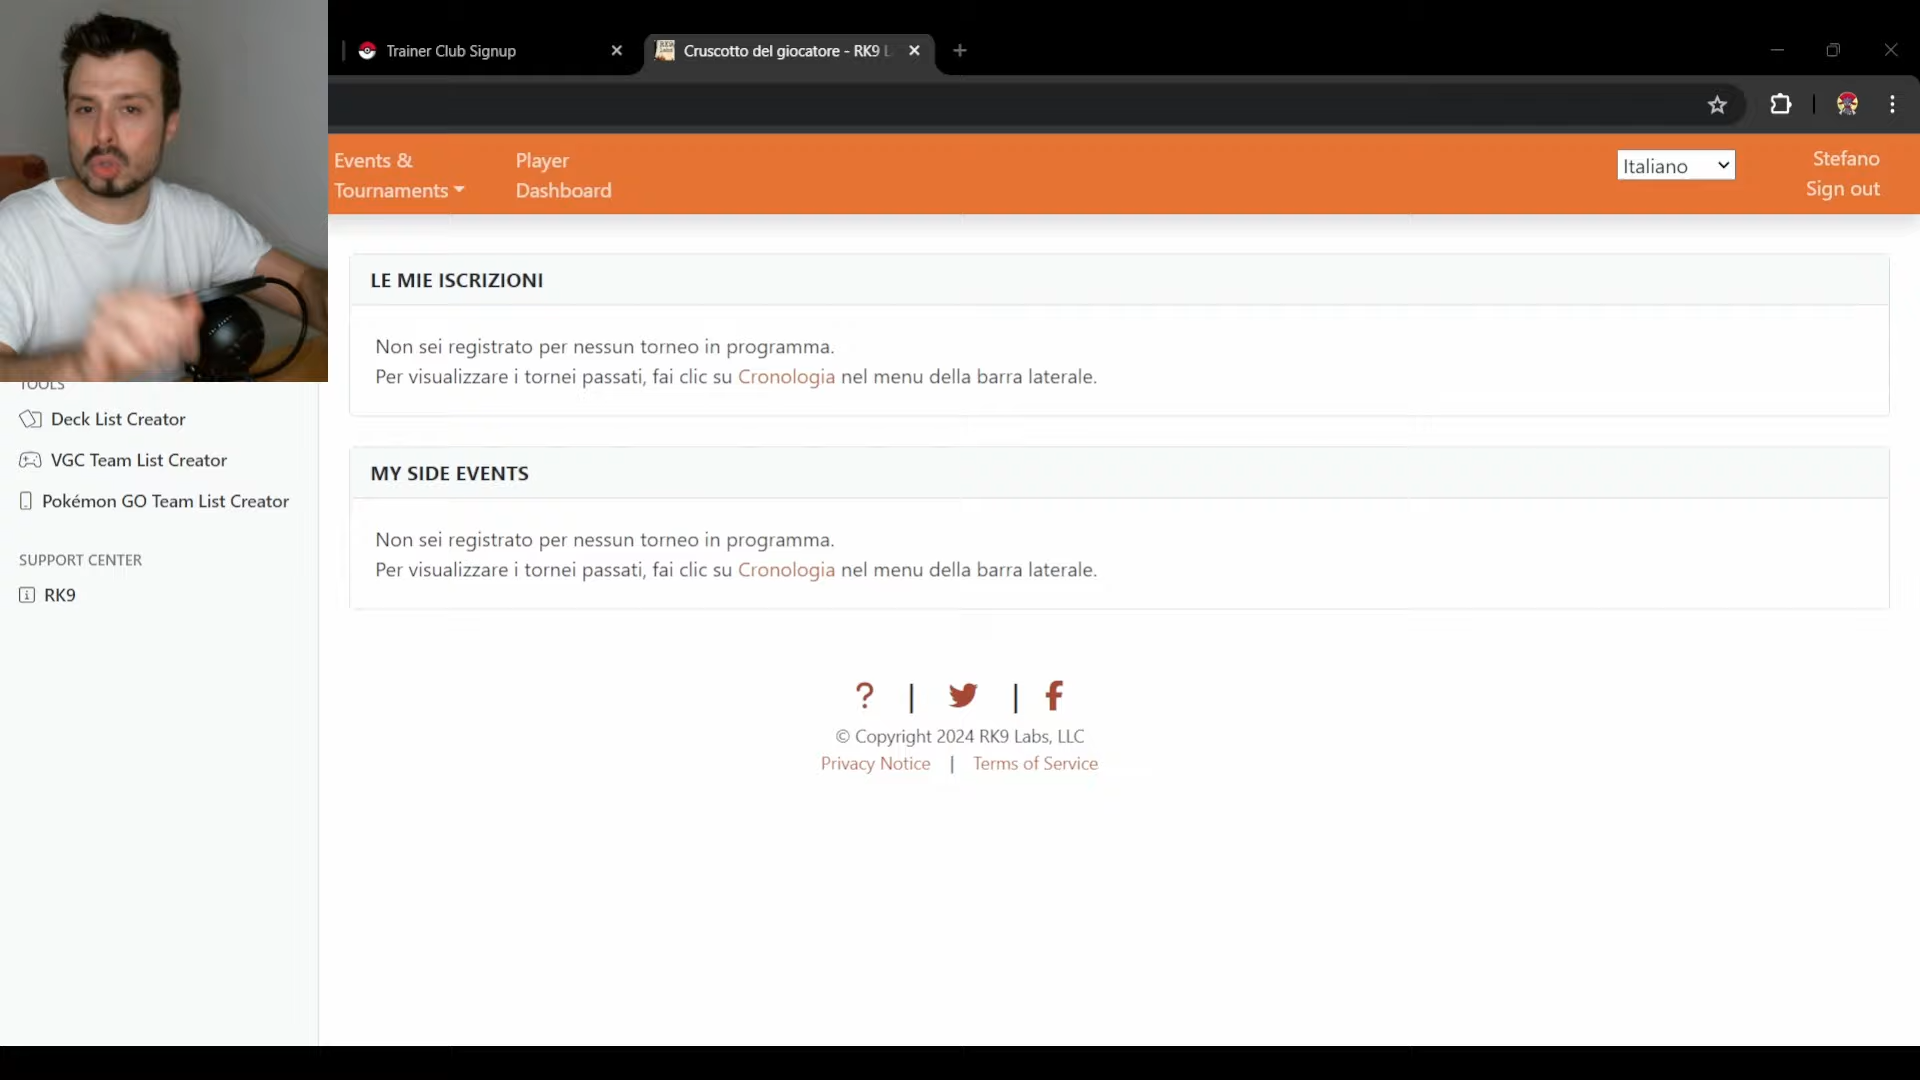 Trainer Club Signup
Cruscotto del giocatore - RK9 L
Events &
Tournaments
Player
Dashboard
Italiano
Stefano
Sign out
LE MIE ISCRIZIONI
Non sei registrato per nessun torneo in programma.
Per visualizzare i tornei passati, fai clic su Cronologia nel menu della barra laterale.
TOOLS
Deck List Creator
VGC Team List Creator
Pokémon GO Team List Creator
SUPPORT CENTER
RK9
MY SIDE EVENTS
Non sei registrato per nessun torneo in programma.
Per visualizzare i tornei passati, fai clic su Cronologia nel menu della barra laterale.
? | |
© Copyright 2024 RK9 Labs, LLC
Privacy Notice | Terms of Service